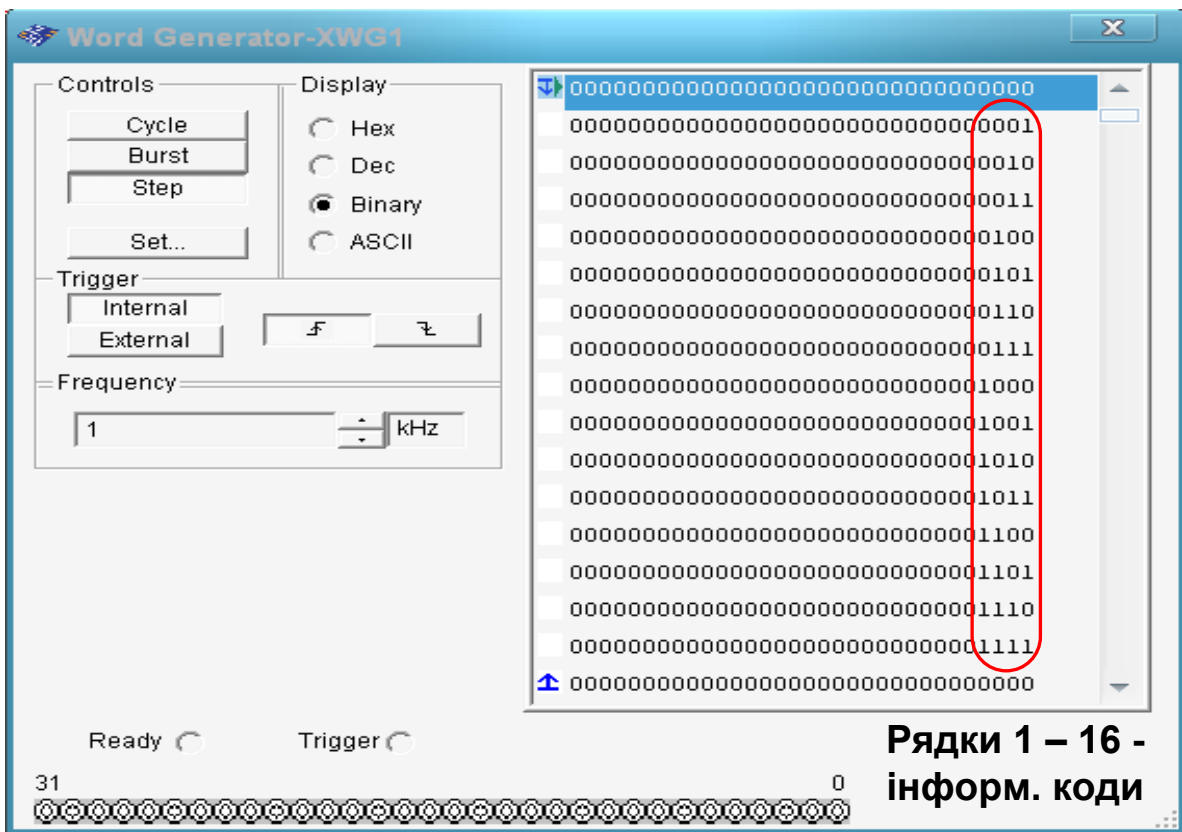 Word Generator-XWG1
Controls
Display
Cycle
Burst
Step
Set...
Hex
Dec
Binary
ASCII
Trigger
Internal
External
Frequency
1
kHz
00000000000000000000000000000000
00000000000000000000000000000001
00000000000000000000000000000010
00000000000000000000000000000011
00000000000000000000000000000100
00000000000000000000000000000101
00000000000000000000000000000110
00000000000000000000000000000111
00000000000000000000000000001000
00000000000000000000000000001001
00000000000000000000000000001010
00000000000000000000000000001011
00000000000000000000000000001100
00000000000000000000000000001101
00000000000000000000000000001110
00000000000000000000000000001111
00000000000000000000000000000000
Ready
Trigger
31
0
Рядки 1 – 16 -
інформ. коди